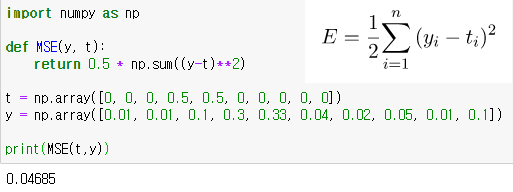 import numpy as np
def MSE(y, t):
    return 0.5 * np.sum((y-t)**2)
t = np.array([0, 0, 0, 0.5, 0.5, 0, 0, 0, 0, 0])
y = np.array([0.01, 0.01, 0.1, 0.3, 0.33, 0.04, 0.02, 0.05, 0.01, 0.1])
print(MSE(t,y))
0.04685
E = \frac{1}{2}\sum_{i=1}^{n}(y_i - t_i)^2